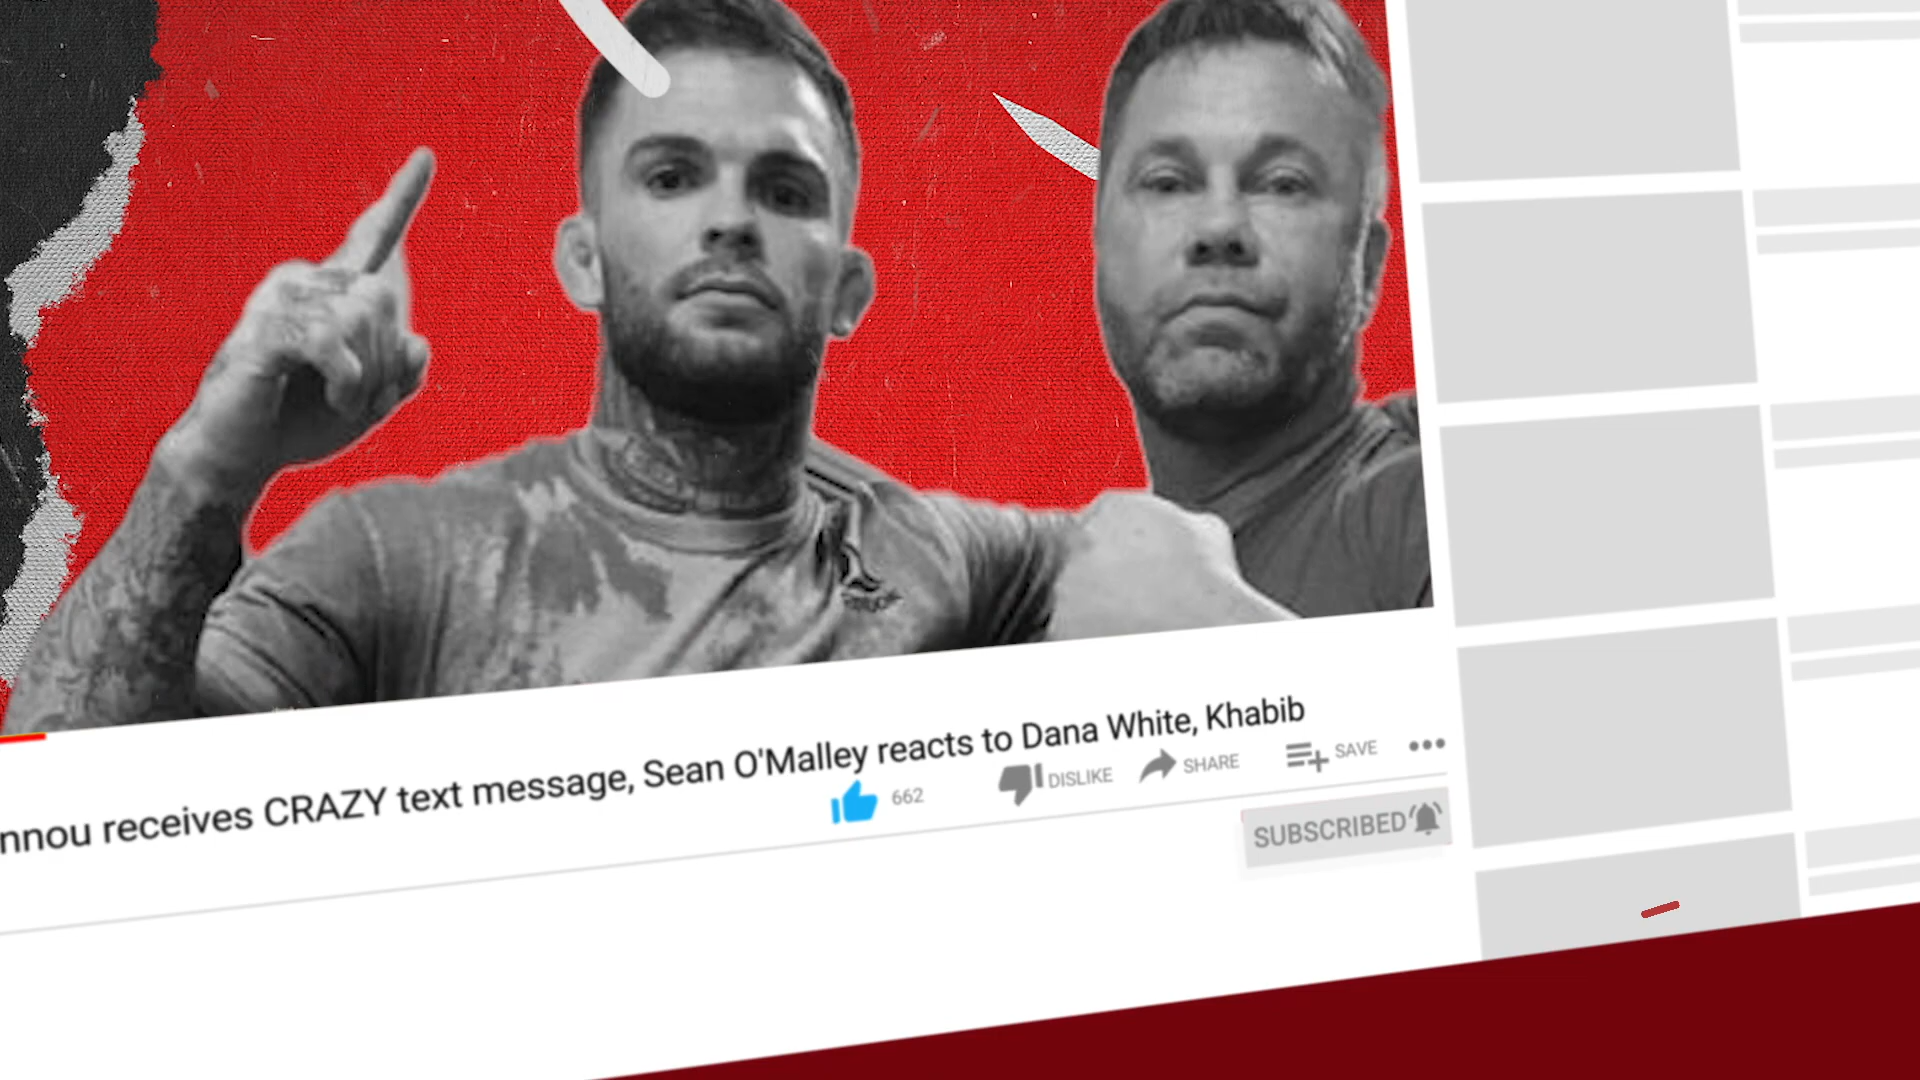 nnou receives CRAZY text message, Sean O'Malley reacts to Dana White, Khabib
662 DISLIKE SHARE SAVE
SUBSCRIBED